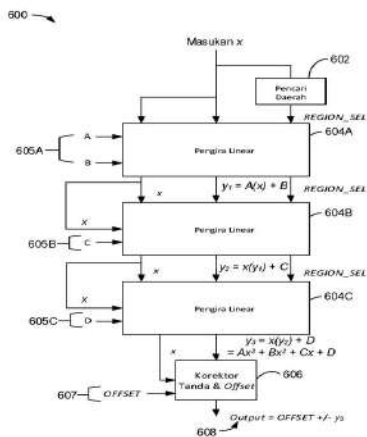 600
Masukan x
602
Pencari
Daerah
REGION_SEL
604A
605A
A
B
Pengira Linear
x
y₁ = A(x) + B
REGION_SEL
604B
x
605B
C
Pengira Linear
x
y₂ = x(y₁) + C
REGION_SEL
604C
x
605C
D
Pengira Linear
y₃ = x(y₂) + D
= Ax³ + Bx² + Cx + D
x
606
Korektor
Tanda & Offset
607
OFFSET
608
Output = OFFSET +/- y₃